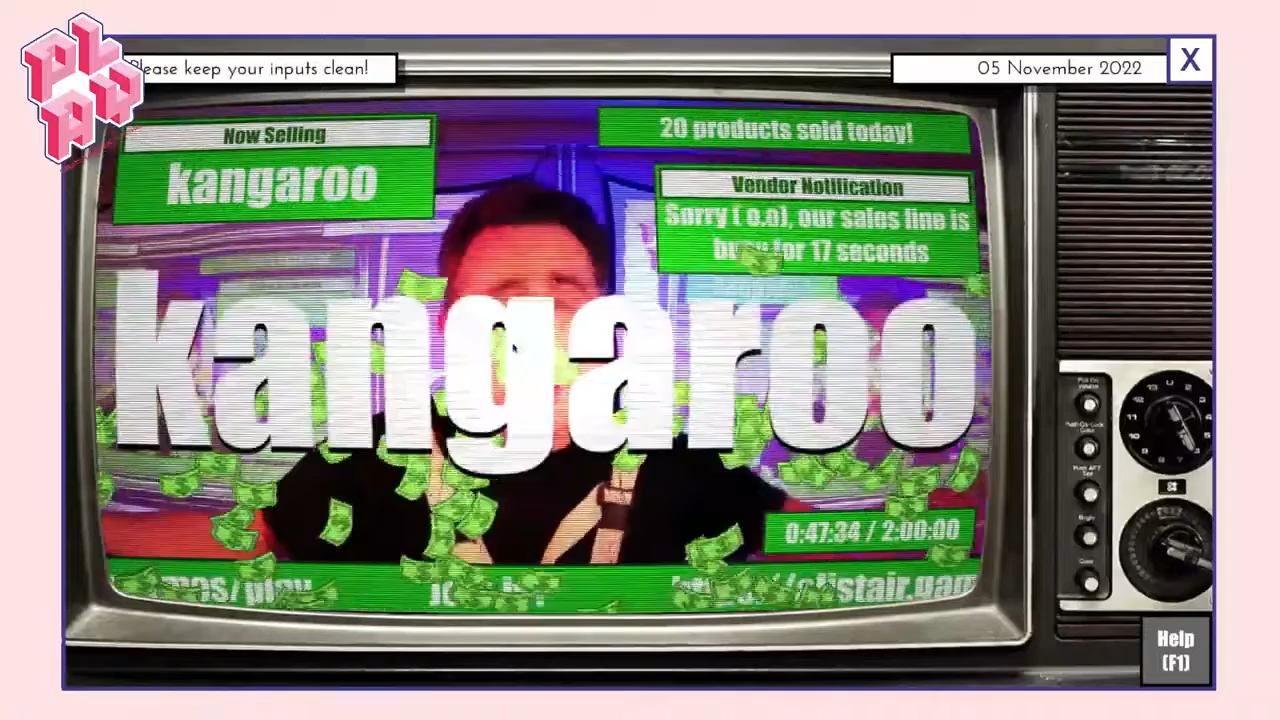 PLAY
Please keep your inputs clean!
05 November 2022
X
Now Selling
kangaroo
20 products sold today!
Vendor Notification
Sorry ( o.o), our sales line is
busy for 17 seconds
kangaroo
0:47:34 / 2:00:00
Help
(F1)